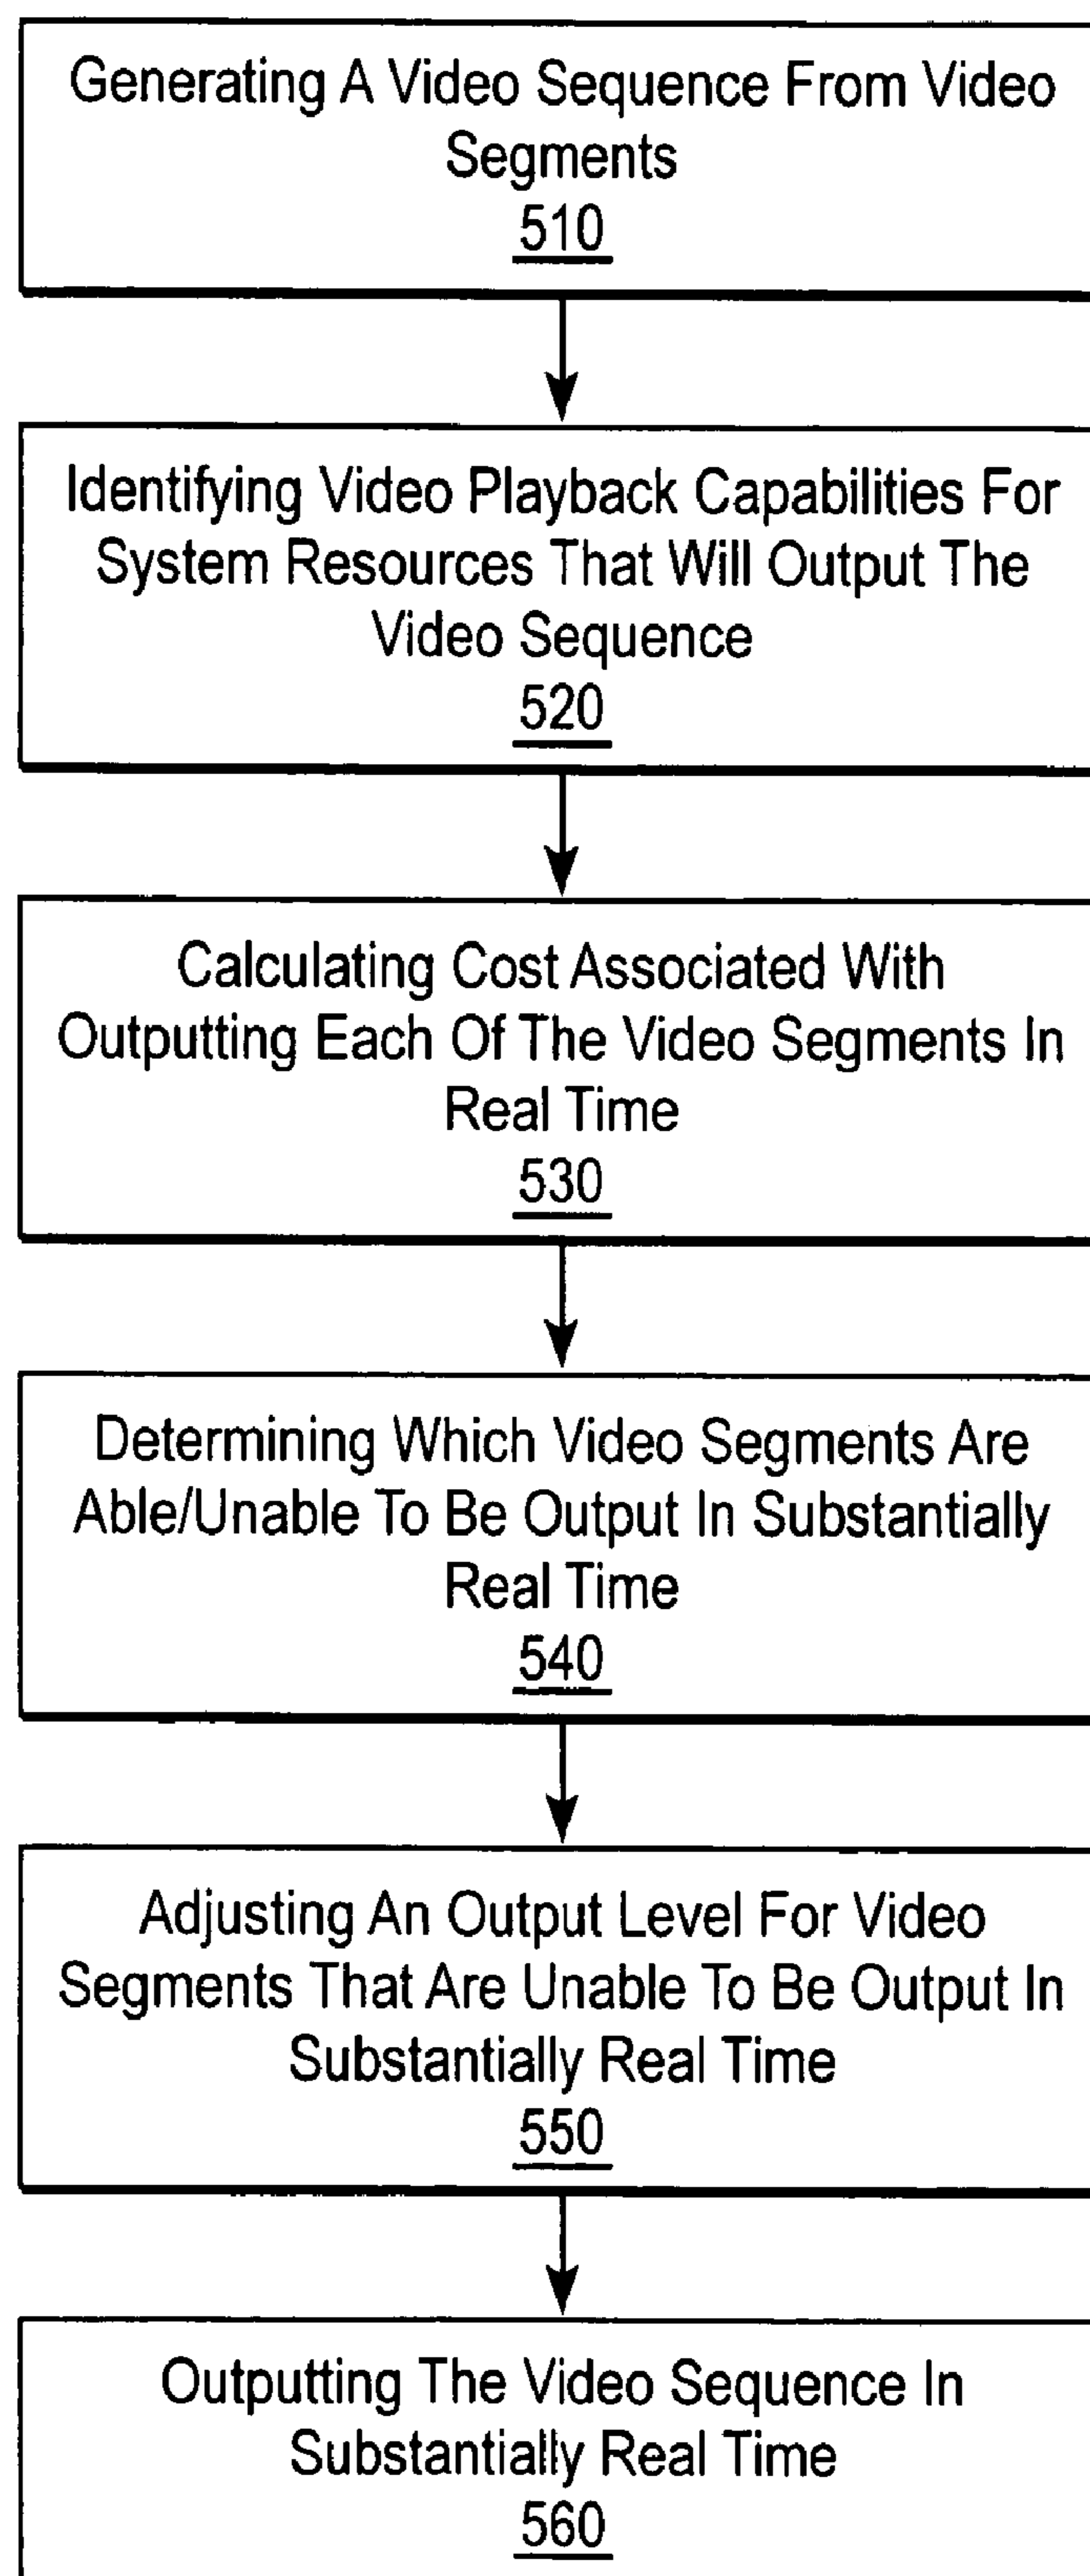 Generating A Video Sequence From Video
Segments
510
Identifying Video Playback Capabilities For
System Resources That Will Output The
Video Sequence
520
Calculating Cost Associated With
Outputting Each Of The Video Segments In
Real Time
530
Determining Which Video Segments Are
Able/Unable To Be Output In Substantially
Real Time
540
Adjusting An Output Level For Video
Segments That Are Unable To Be Output In
Substantially Real Time
550
Outputting The Video Sequence In
Substantially Real Time
560